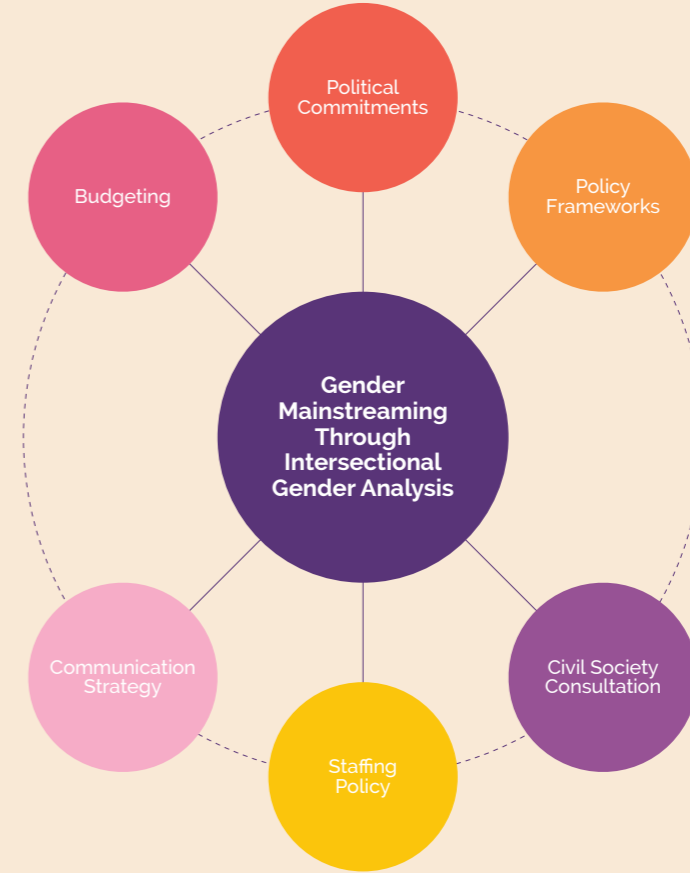 Political
Commitments
Budgeting
Policy
Frameworks
Gender
Mainstreaming
Through
Intersectional
Gender Analysis
Communication
Strategy
Civil Society
Consultation
Staffing
Policy